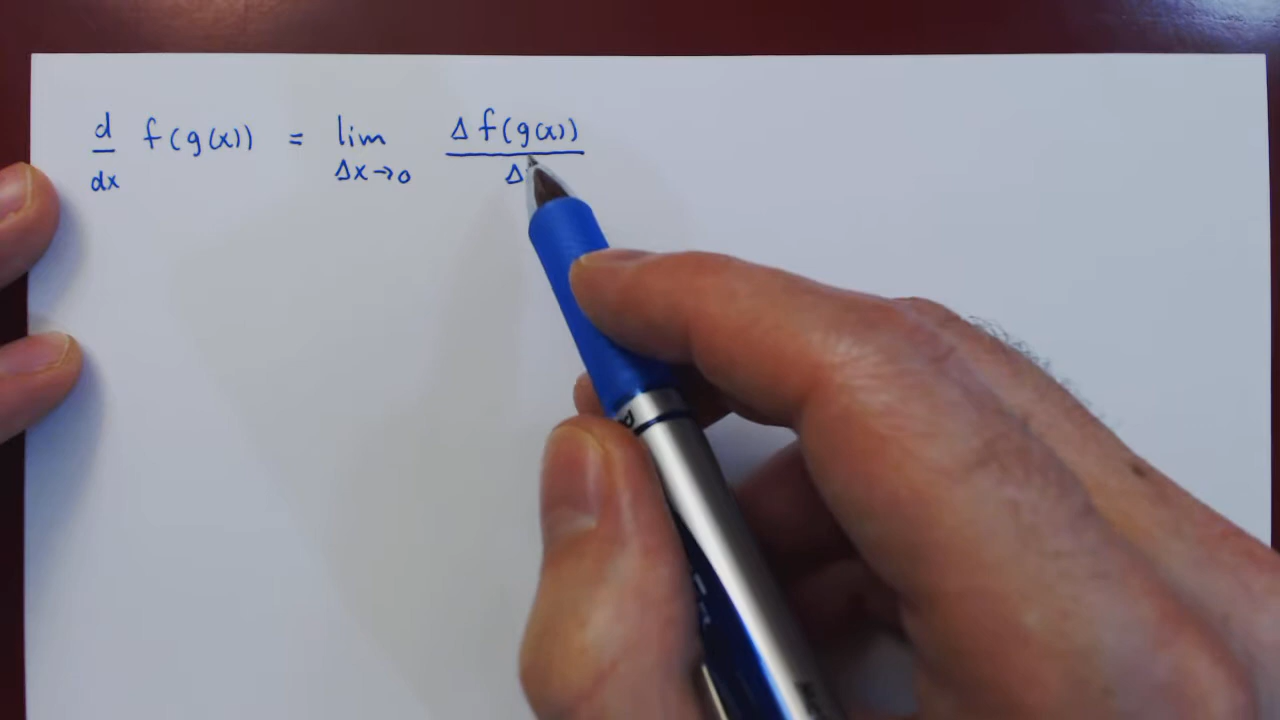 d/dx f(g(x)) = lim Δx→0 Δf(g(x))/Δ